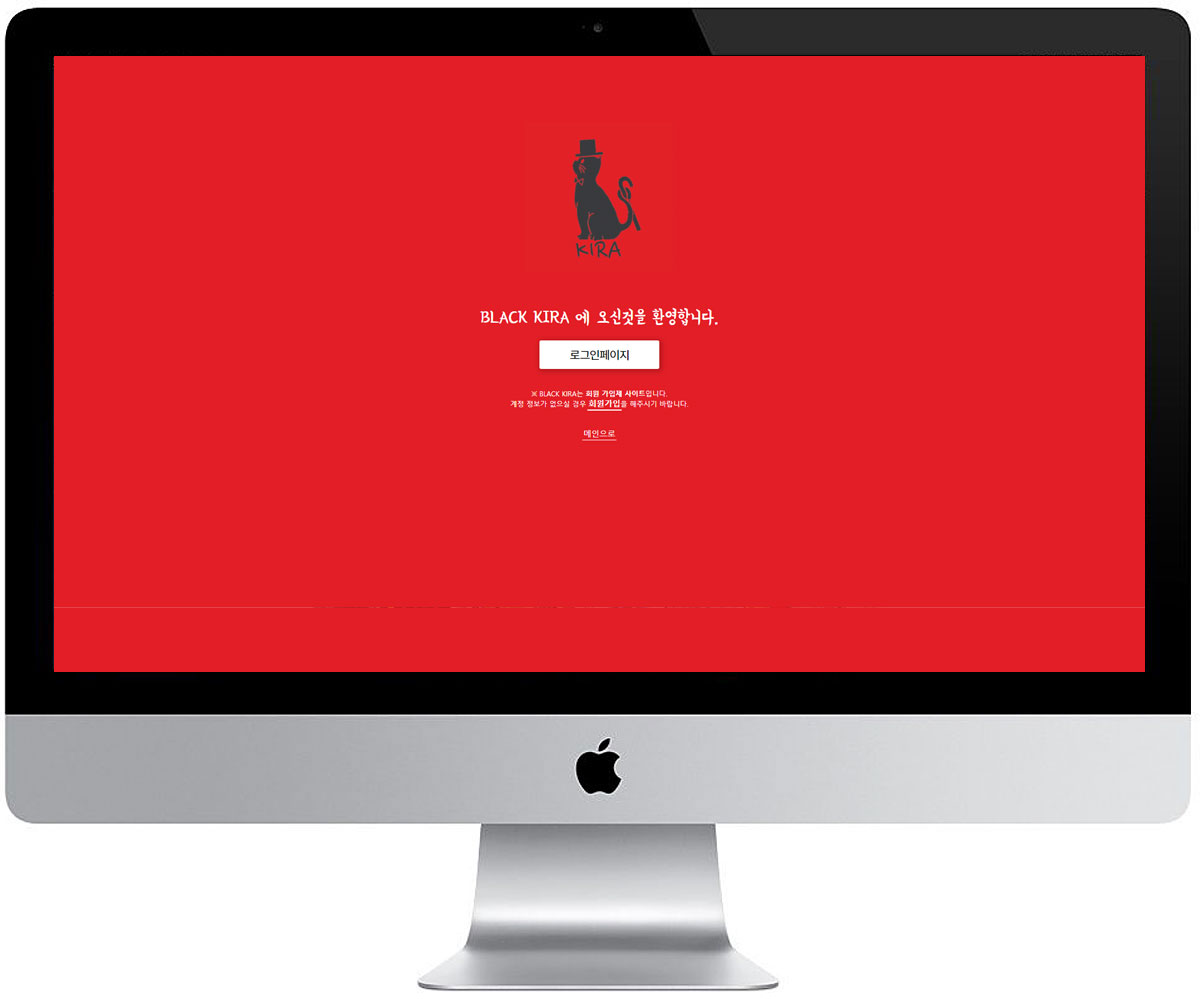 KIRA
BLACK KIRA 에 오신것을 환영합니다.
로그인페이지
※ BLACK KIRA는 회원 가입제 사이트입니다.
계정 정보가 없으실 경우 회원가입을 해주시기 바랍니다.
메인으로